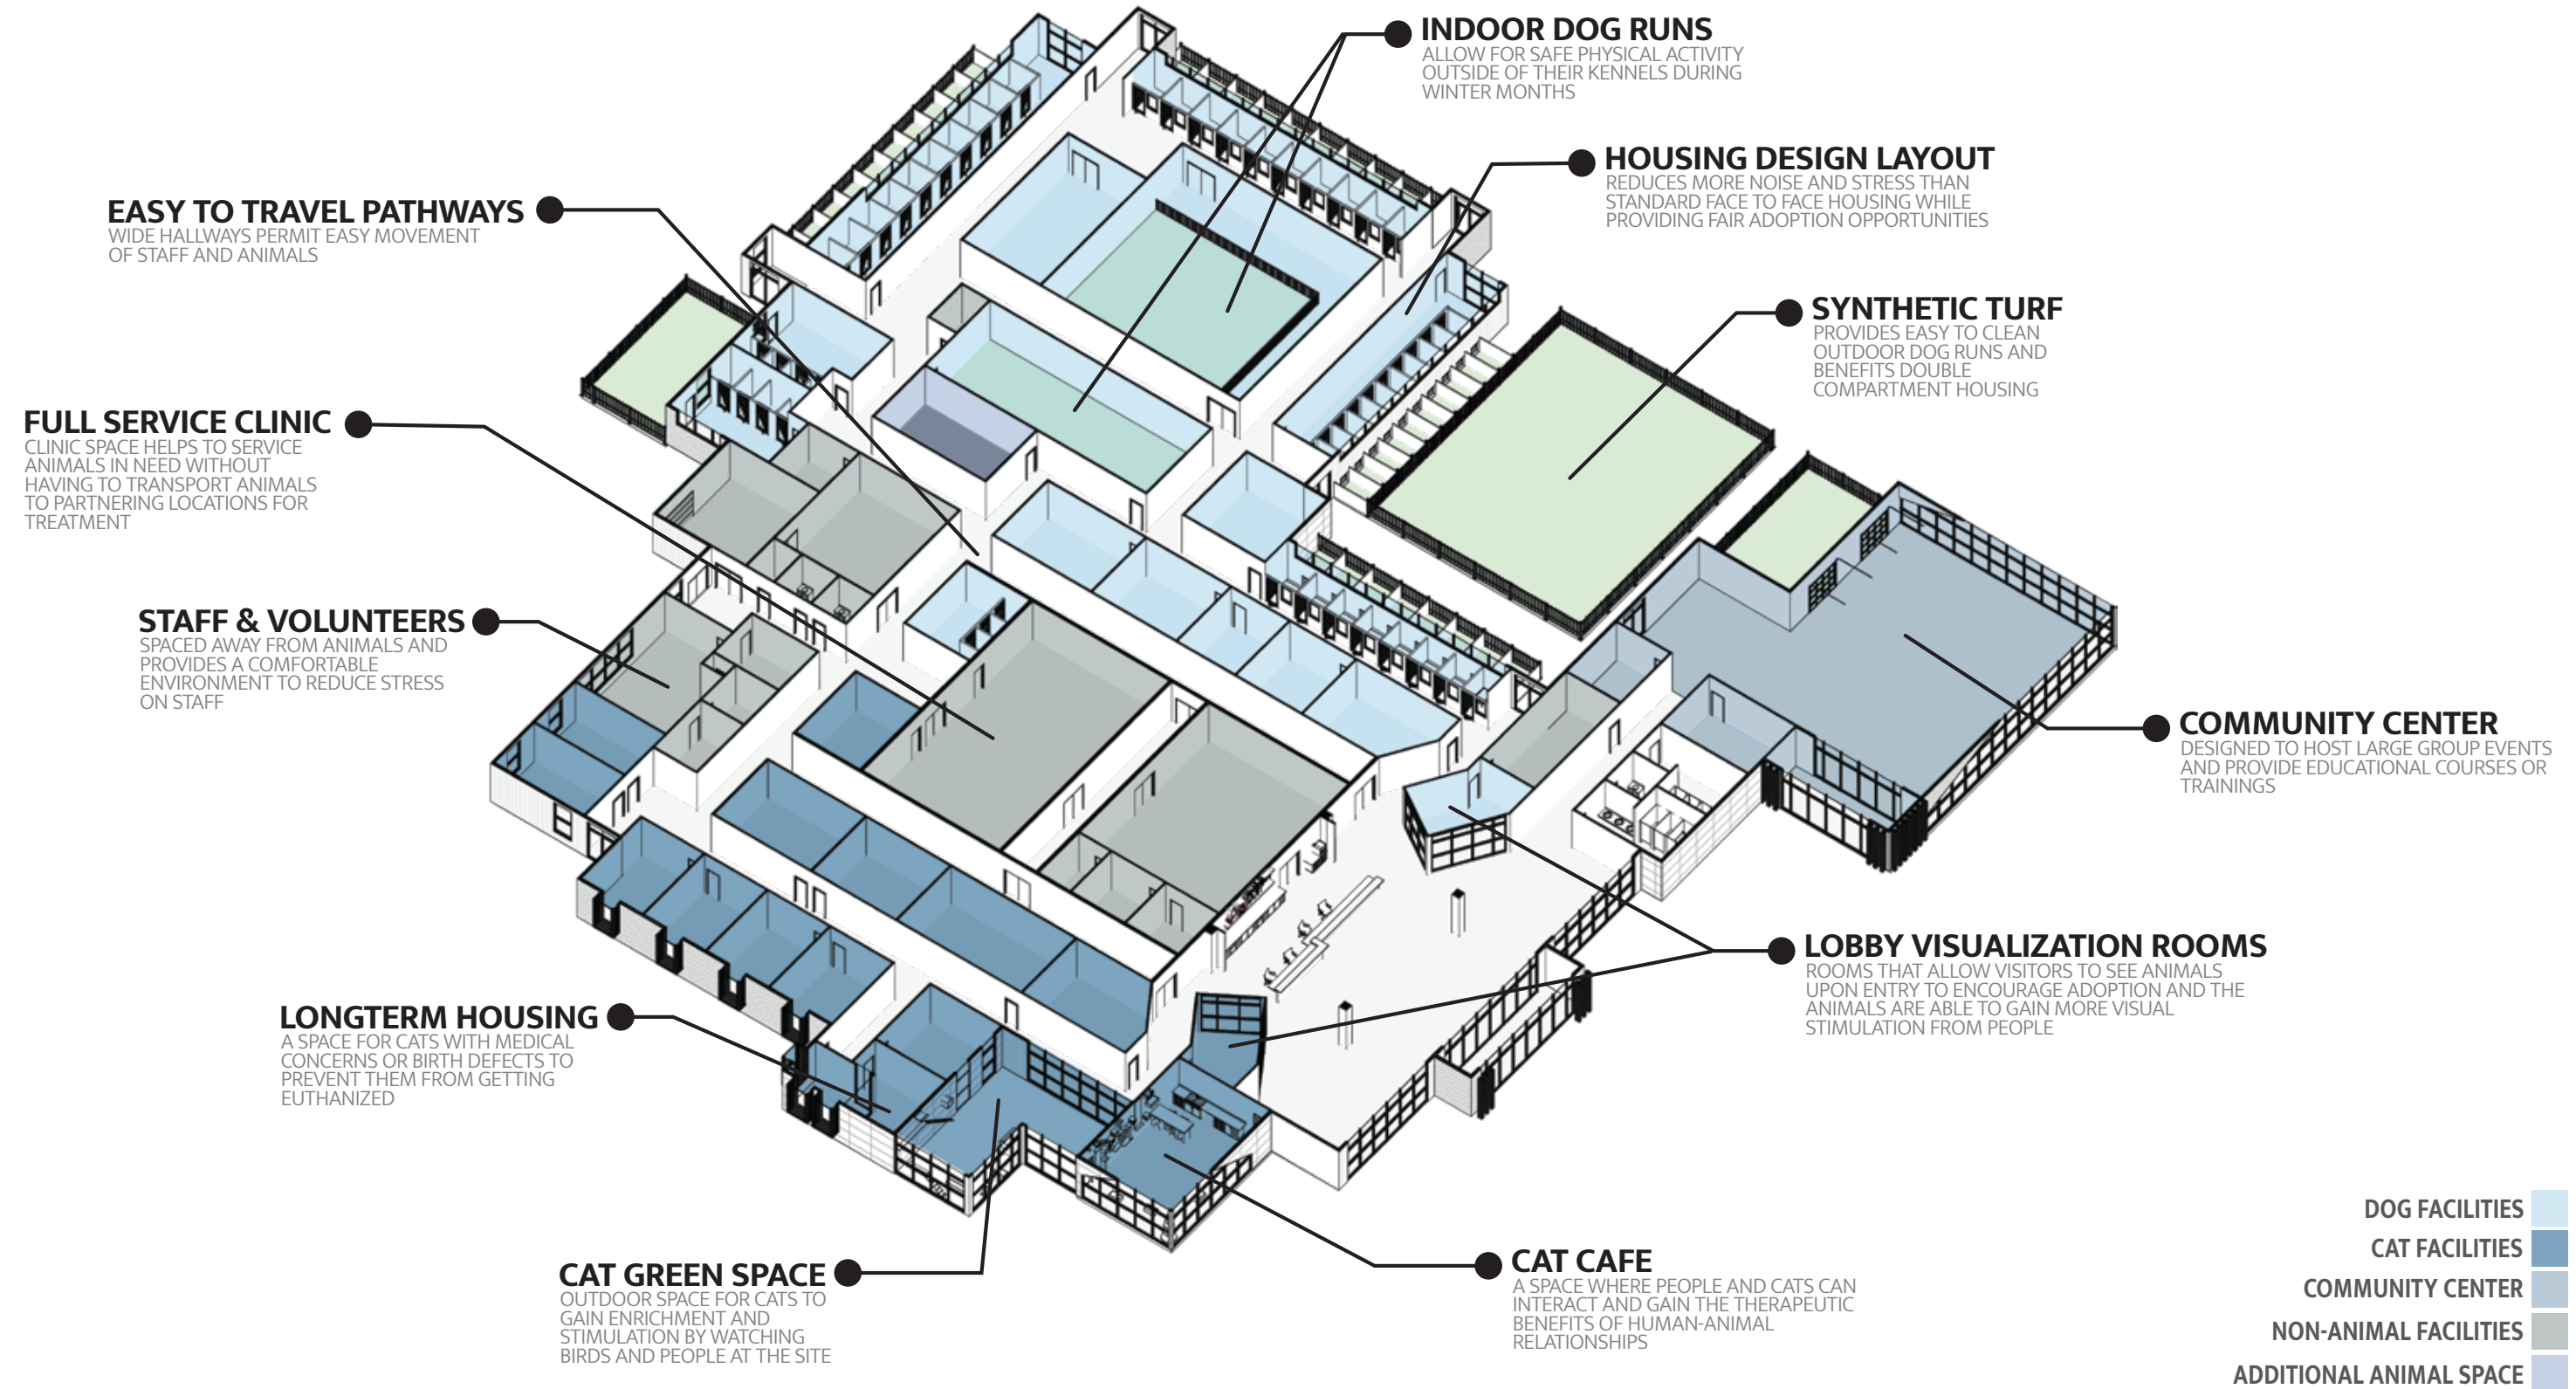 INDOOR DOG RUNS
ALLOW FOR SAFE PHYSICAL ACTIVITY
OUTSIDE OF THEIR KENNELS DURING
WINTER MONTHS
HOUSING DESIGN LAYOUT
REDUCES MORE NOISE AND STRESS THAN
STANDARD FACE TO FACE HOUSING WHILE
PROVIDING FAIR ADOPTION OPPORTUNITIES
EASY TO TRAVEL PATHWAYS
WIDE HALLWAYS PERMIT EASY MOVEMENT
OF STAFF AND ANIMALS
SYNTHETIC TURF
PROVIDES EASY TO CLEAN
OUTDOOR DOG RUNS AND
BENEFITS DOUBLE
COMPARTMENT HOUSING
FULL SERVICE CLINIC
CLINIC SPACE HELPS TO SERVICE
ANIMALS IN NEED WITHOUT
HAVING TO TRANSPORT ANIMALS
TO PARTNERING LOCATIONS FOR
TREATMENT
STAFF & VOLUNTEERS
SPACED AWAY FROM ANIMALS AND
PROVIDES A COMFORTABLE
ENVIRONMENT TO REDUCE STRESS
ON STAFF
COMMUNITY CENTER
DESIGNED TO HOST LARGE GROUP EVENTS
AND PROVIDE EDUCATIONAL COURSES OR
TRAININGS
LOBBY VISUALIZATION ROOMS
ROOMS THAT ALLOW VISITORS TO SEE ANIMALS
UPON ENTRY TO ENCOURAGE ADOPTION AND THE
ANIMALS ARE ABLE TO GAIN MORE VISUAL
STIMULATION FROM PEOPLE
LONGTERM HOUSING
A SPACE FOR CATS WITH MEDICAL
CONCERNS OR BIRTH DEFECTS TO
PREVENT THEM FROM GETTING
EUTHANIZED
CAT GREEN SPACE
OUTDOOR SPACE FOR CATS TO
GAIN ENRICHMENT AND
STIMULATION BY WATCHING
BIRDS AND PEOPLE AT THE SITE
CAT CAFE
A SPACE WHERE PEOPLE AND CATS CAN
INTERACT AND GAIN THE THERAPEUTIC
BENEFITS OF HUMAN-ANIMAL
RELATIONSHIPS
DOG FACILITIES
CAT FACILITIES
COMMUNITY CENTER
NON-ANIMAL FACILITIES
ADDITIONAL ANIMAL SPACE